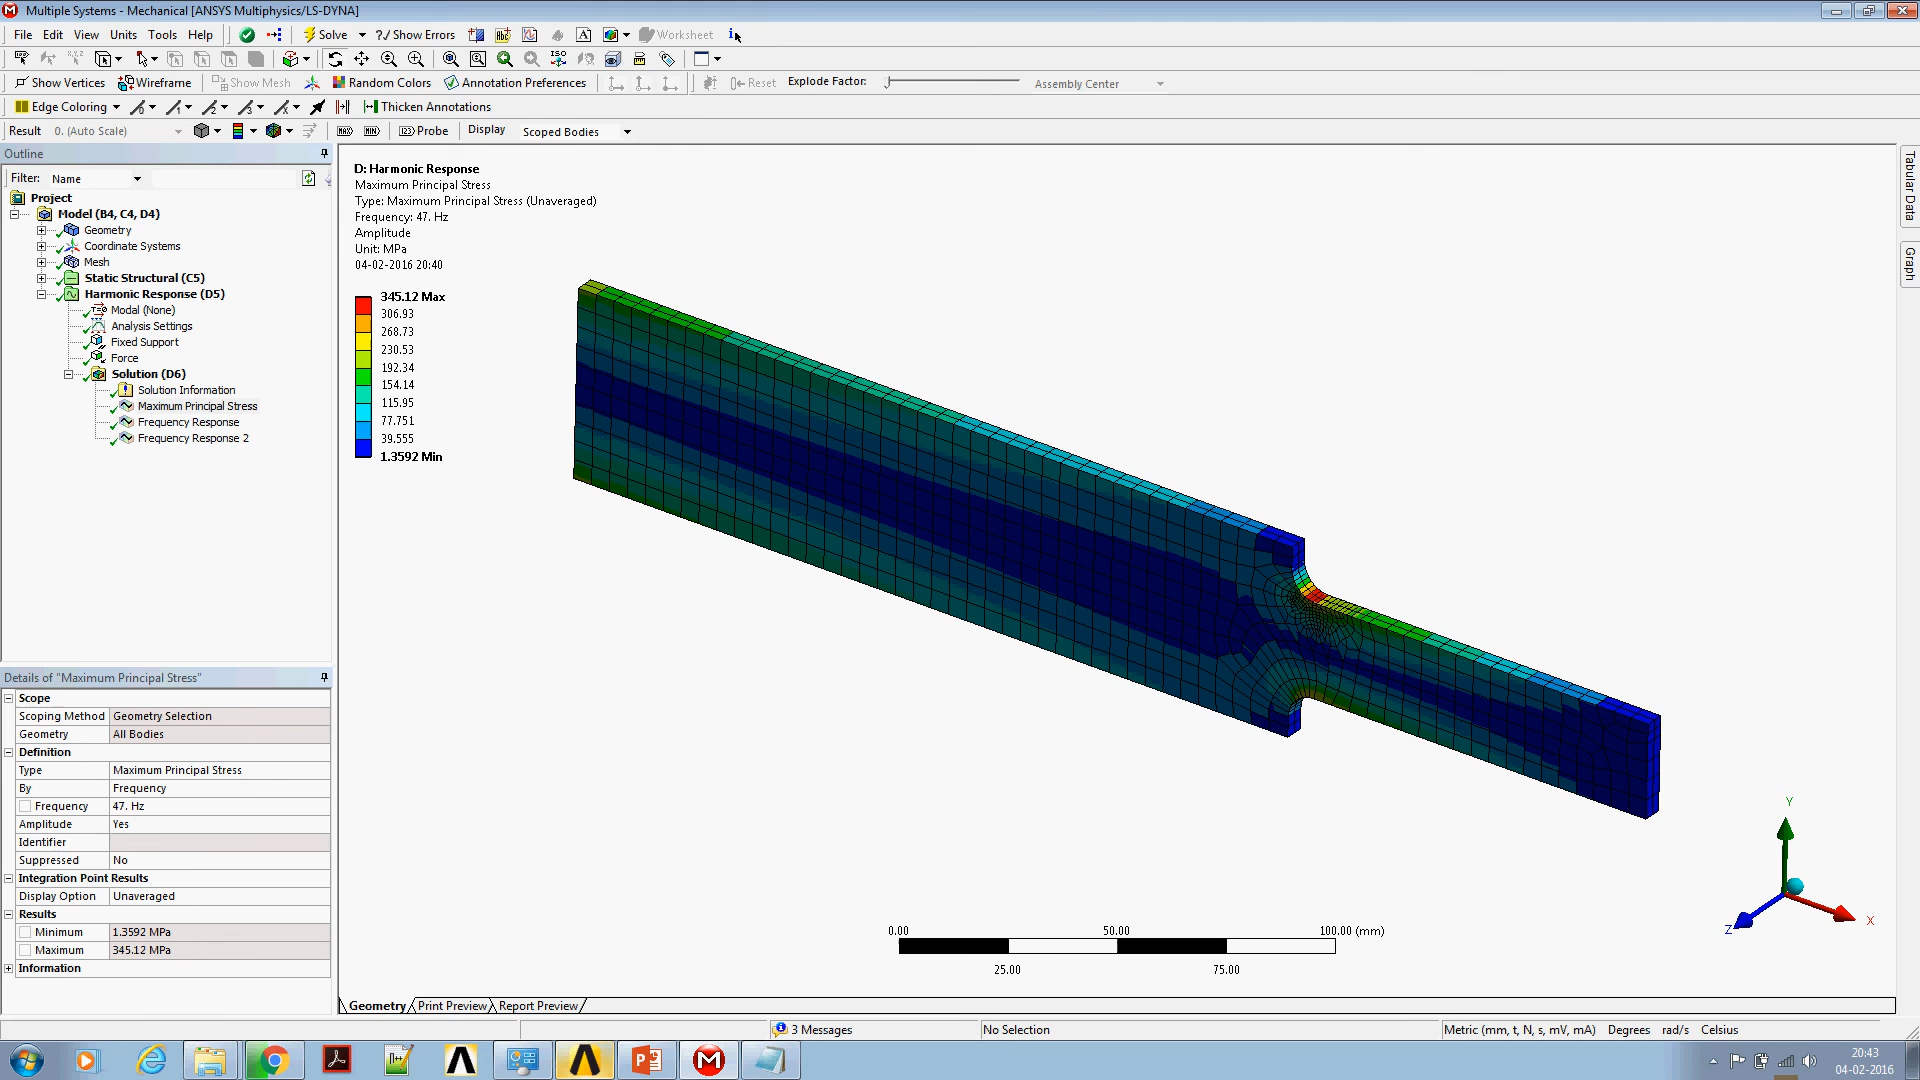 Multiple Systems - Mechanical [ANSYS Multiphysics/LS-DYNA]
File Edit View Units Tools Help Solve ?/ Show Errors Worksheet
Show Vertices Wireframe Show Mesh Random Colors Annotation Preferences Reset Explode Factor: Assembly Center
Edge Coloring Thicken Annotations
Result 0. (Auto Scale) MAX MIN Probe Display Scoped Bodies
Outline
Filter: Name
Project
Model (B4, C4, D4)
Geometry
Coordinate Systems
Mesh
Static Structural (C5)
Harmonic Response (D5)
Modal (None)
Analysis Settings
Fixed Support
Force
Solution (D6)
Solution Information
Maximum Principal Stress
Frequency Response
Frequency Response 2
Details of "Maximum Principal Stress"
Scope
Scoping Method Geometry Selection
Geometry All Bodies
Definition
Type Maximum Principal Stress
By Frequency
Frequency 47. Hz
Amplitude Yes
Identifier
Suppressed No
Integration Point Results
Display Option Unaveraged
Results
Minimum 1.3592 MPa
Maximum 345.12 MPa
Information
D: Harmonic Response
Maximum Principal Stress
Type: Maximum Principal Stress (Unaveraged)
Frequency: 47. Hz
Amplitude
Unit: MPa
04-02-2016 20:40
345.12 Max
306.93
268.73
230.53
192.34
154.14
115.95
77.751
39.555
1.3592 Min
0.00 50.00 100.00 (mm)
25.00 75.00
Y
X
Z
Tabular Data
Graph
Geometry Print Preview Report Preview
3 Messages No Selection Metric (mm, t, N, s, mV, mA) Degrees rad/s Celsius
20:43
04-02-2016